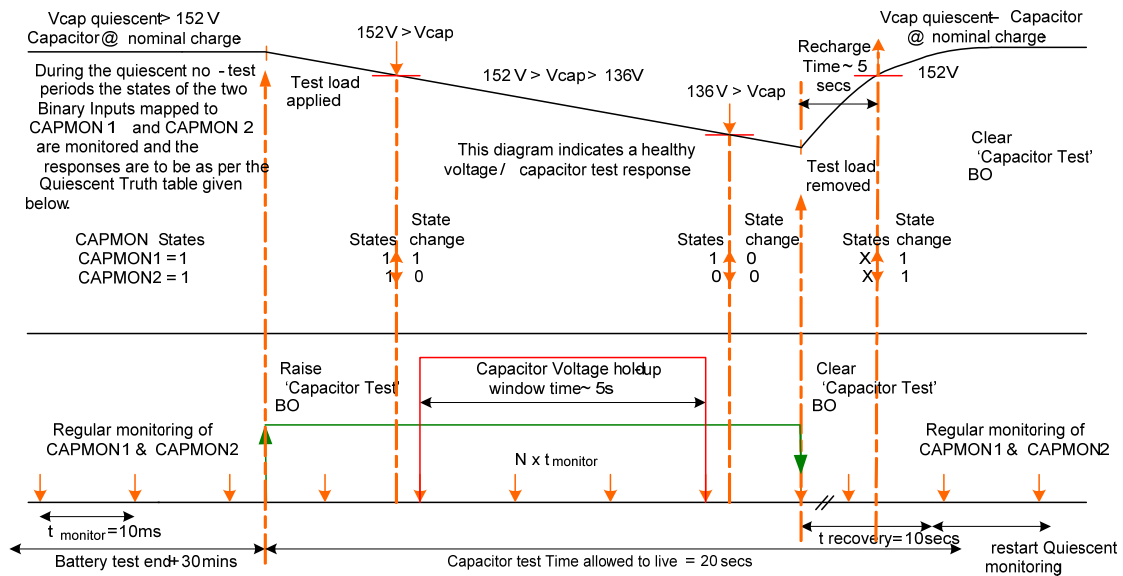 Vcap quiescent> 152 V
Capacitor @ nominal charge
During the quiescent no - test
periods the states of the two
Binary Inputs mapped to
CAPMON 1 and CAPMON 2
are monitored and the
responses are to be as per the
Quiescent Truth table given
below.
CAPMON States
CAPMON1 = 1
CAPMON2 = 1
Test load
applied
152 V > Vcap
152 V > Vcap > 136V
136 V > Vcap
This diagram indicates a healthy
voltage / capacitor test response
Recharge
Time ~ 5
secs
Vcap quiescent – Capacitor
@ nominal charge
152V
Test load
removed
Clear
'Capacitor Test'
BO
States State change
1 1
1 0
States State change
1 0
0 0
States State change
X 1
X 1
Raise
'Capacitor Test'
BO
Capacitor Voltage hold-up
window time ~ 5s
Clear
'Capacitor Test'
BO
Regular monitoring of
CAPMON1 & CAPMON2
N x t monitor
Regular monitoring of
CAPMON1 & CAPMON2
t monitor = 10ms
t recovery = 10secs
Battery test end + 30 mins
Capacitor test Time allowed to live = 20 secs
restart Quiescent
monitoring